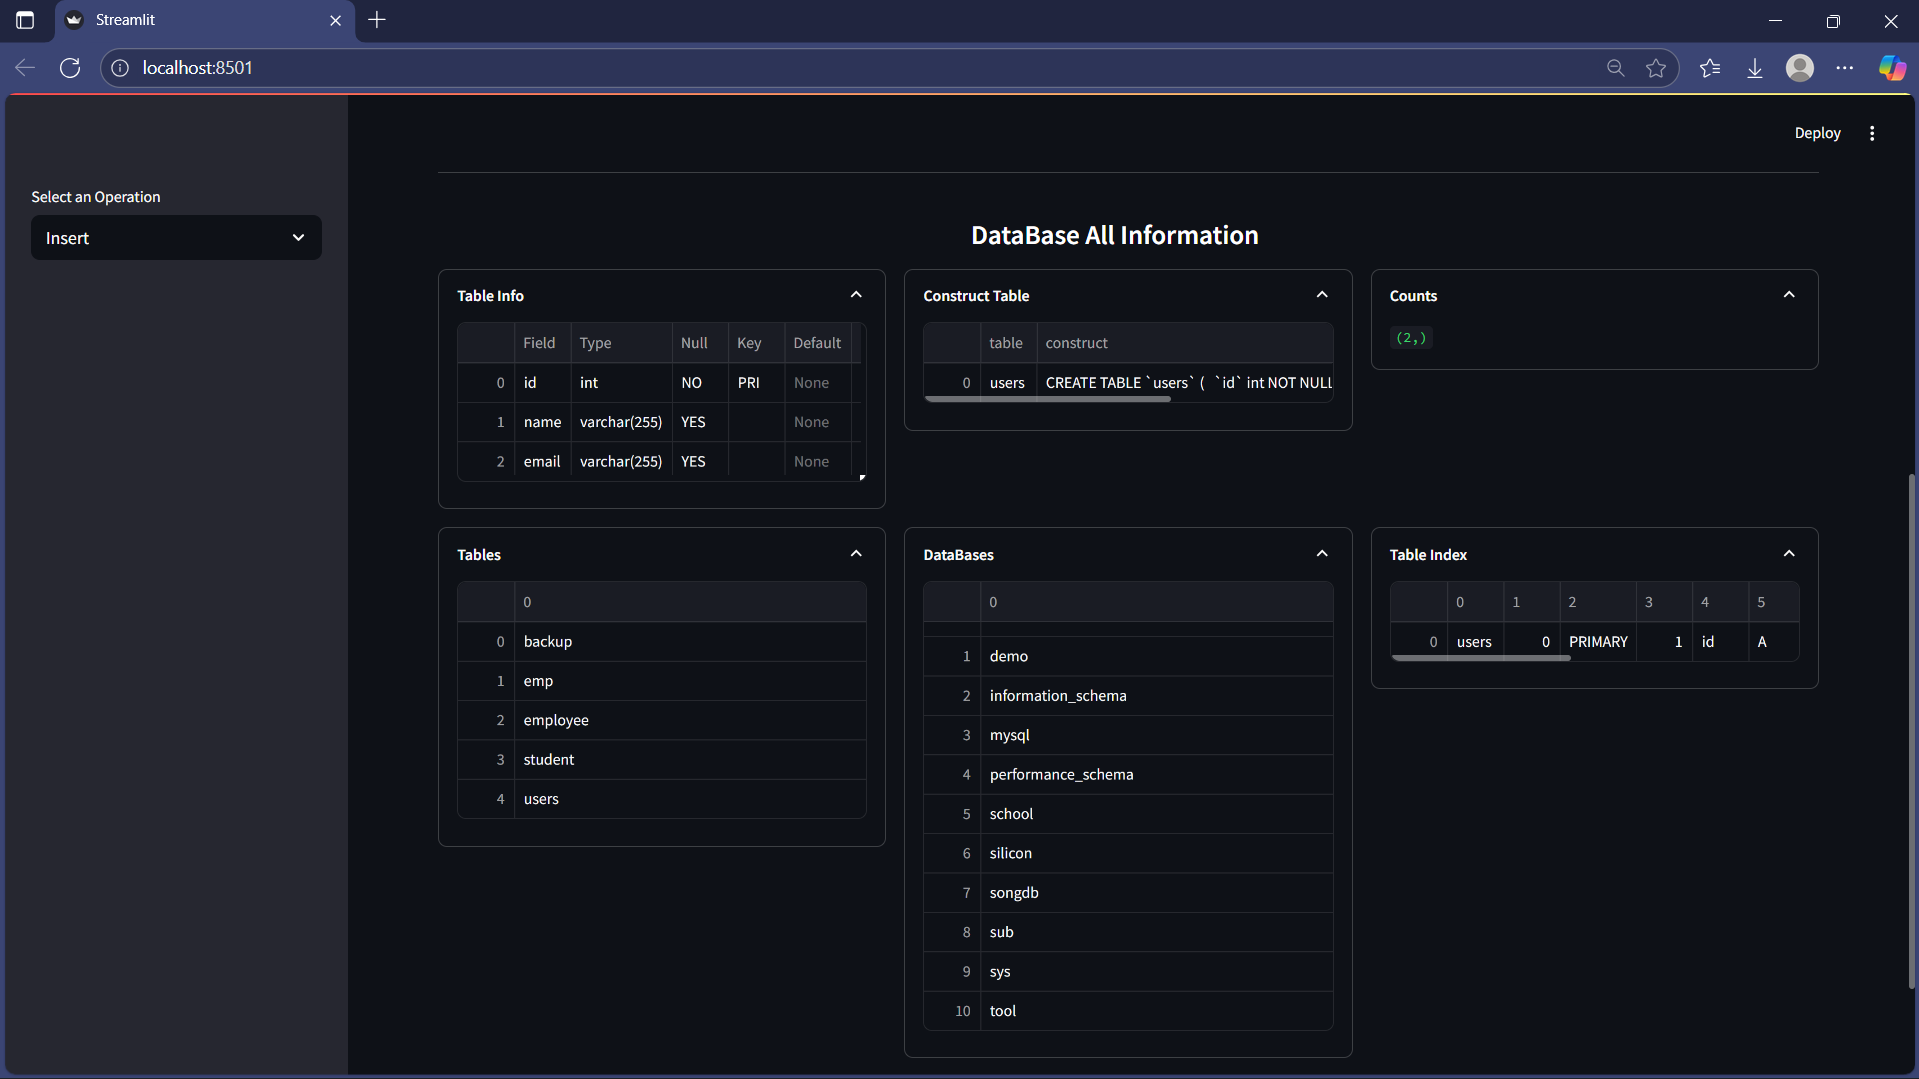 Streamlit
localhost:8501
Deploy
Select an Operation
Insert
DataBase All Information
Table Info
Field Type Null Key Default
0 id int NO PRI None
1 name varchar(255) YES None
2 email varchar(255) YES None
Construct Table
table construct
0 users CREATE TABLE `users` ( `id` int NOT NULL
Counts
(2,)
Tables
0
0 backup
1 emp
2 employee
3 student
4 users
DataBases
0
1 demo
2 information_schema
3 mysql
4 performance_schema
5 school
6 silicon
7 songdb
8 sub
9 sys
10 tool
Table Index
0 1 2 3 4 5
0 users 0 PRIMARY 1 id A